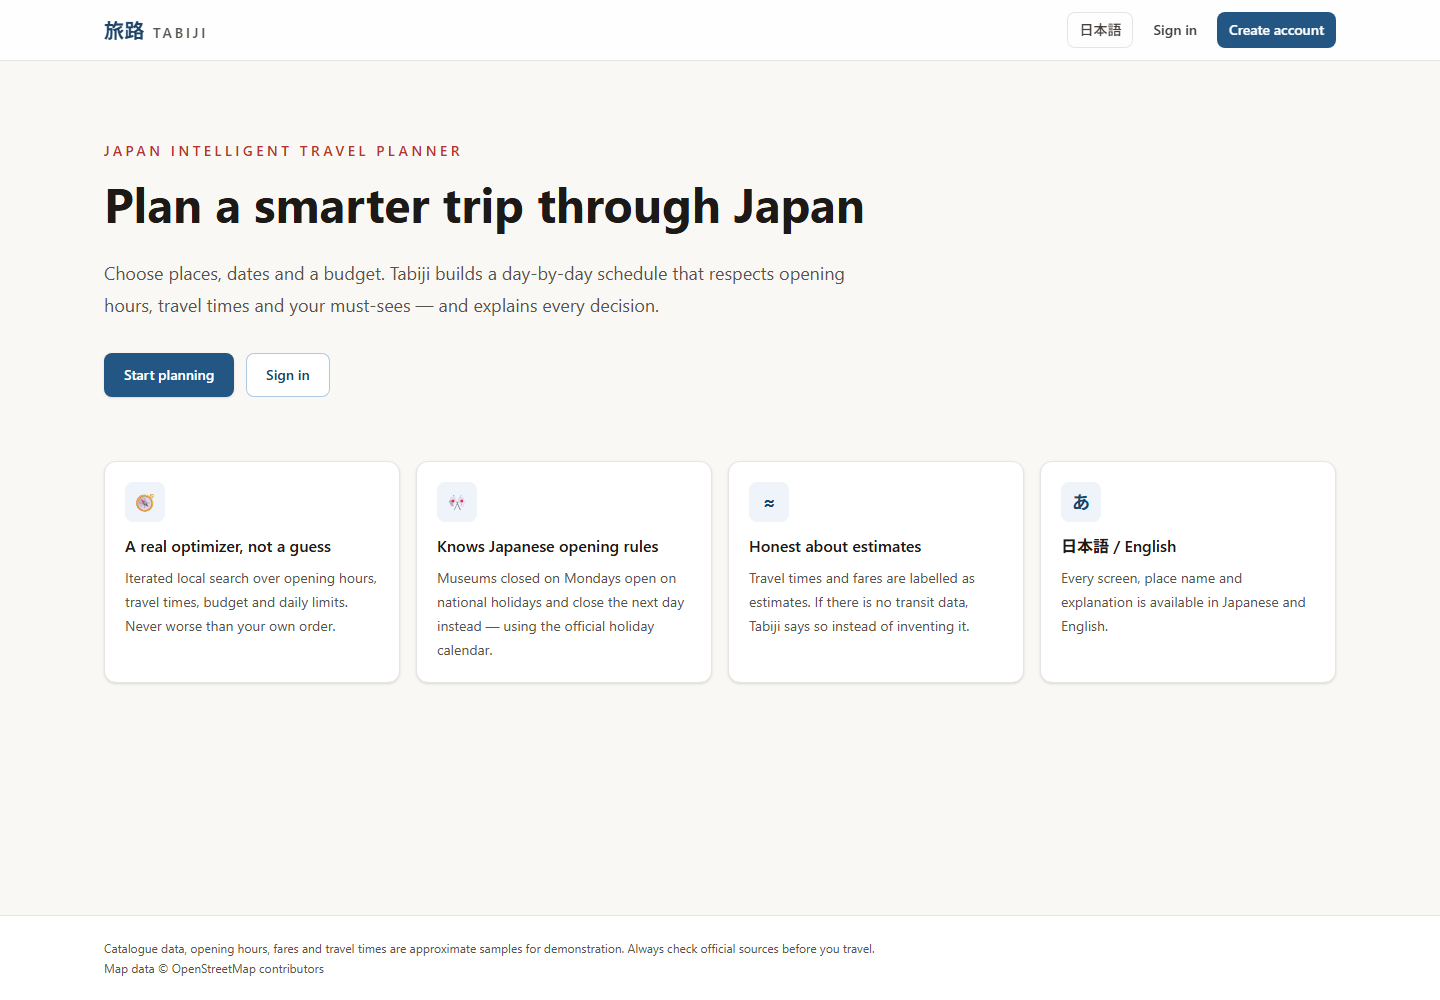 旅路 TABIJI
日本語
Sign in
Create account
JAPAN INTELLIGENT TRAVEL PLANNER
Plan a smarter trip through Japan
Choose places, dates and a budget. Tabiji builds a day-by-day schedule that respects opening
hours, travel times and your must-sees — and explains every decision.
Start planning
Sign in
A real optimizer, not a guess
Iterated local search over opening hours,
travel times, budget and daily limits.
Never worse than your own order.
Knows Japanese opening rules
Museums closed on Mondays open on
national holidays and close the next day
instead — using the official holiday
calendar.
≈
Honest about estimates
Travel times and fares are labelled as
estimates. If there is no transit data,
Tabiji says so instead of inventing it.
あ
日本語 / English
Every screen, place name and
explanation is available in Japanese and
English.
Catalogue data, opening hours, fares and travel times are approximate samples for demonstration. Always check official sources before you travel.
Map data © OpenStreetMap contributors